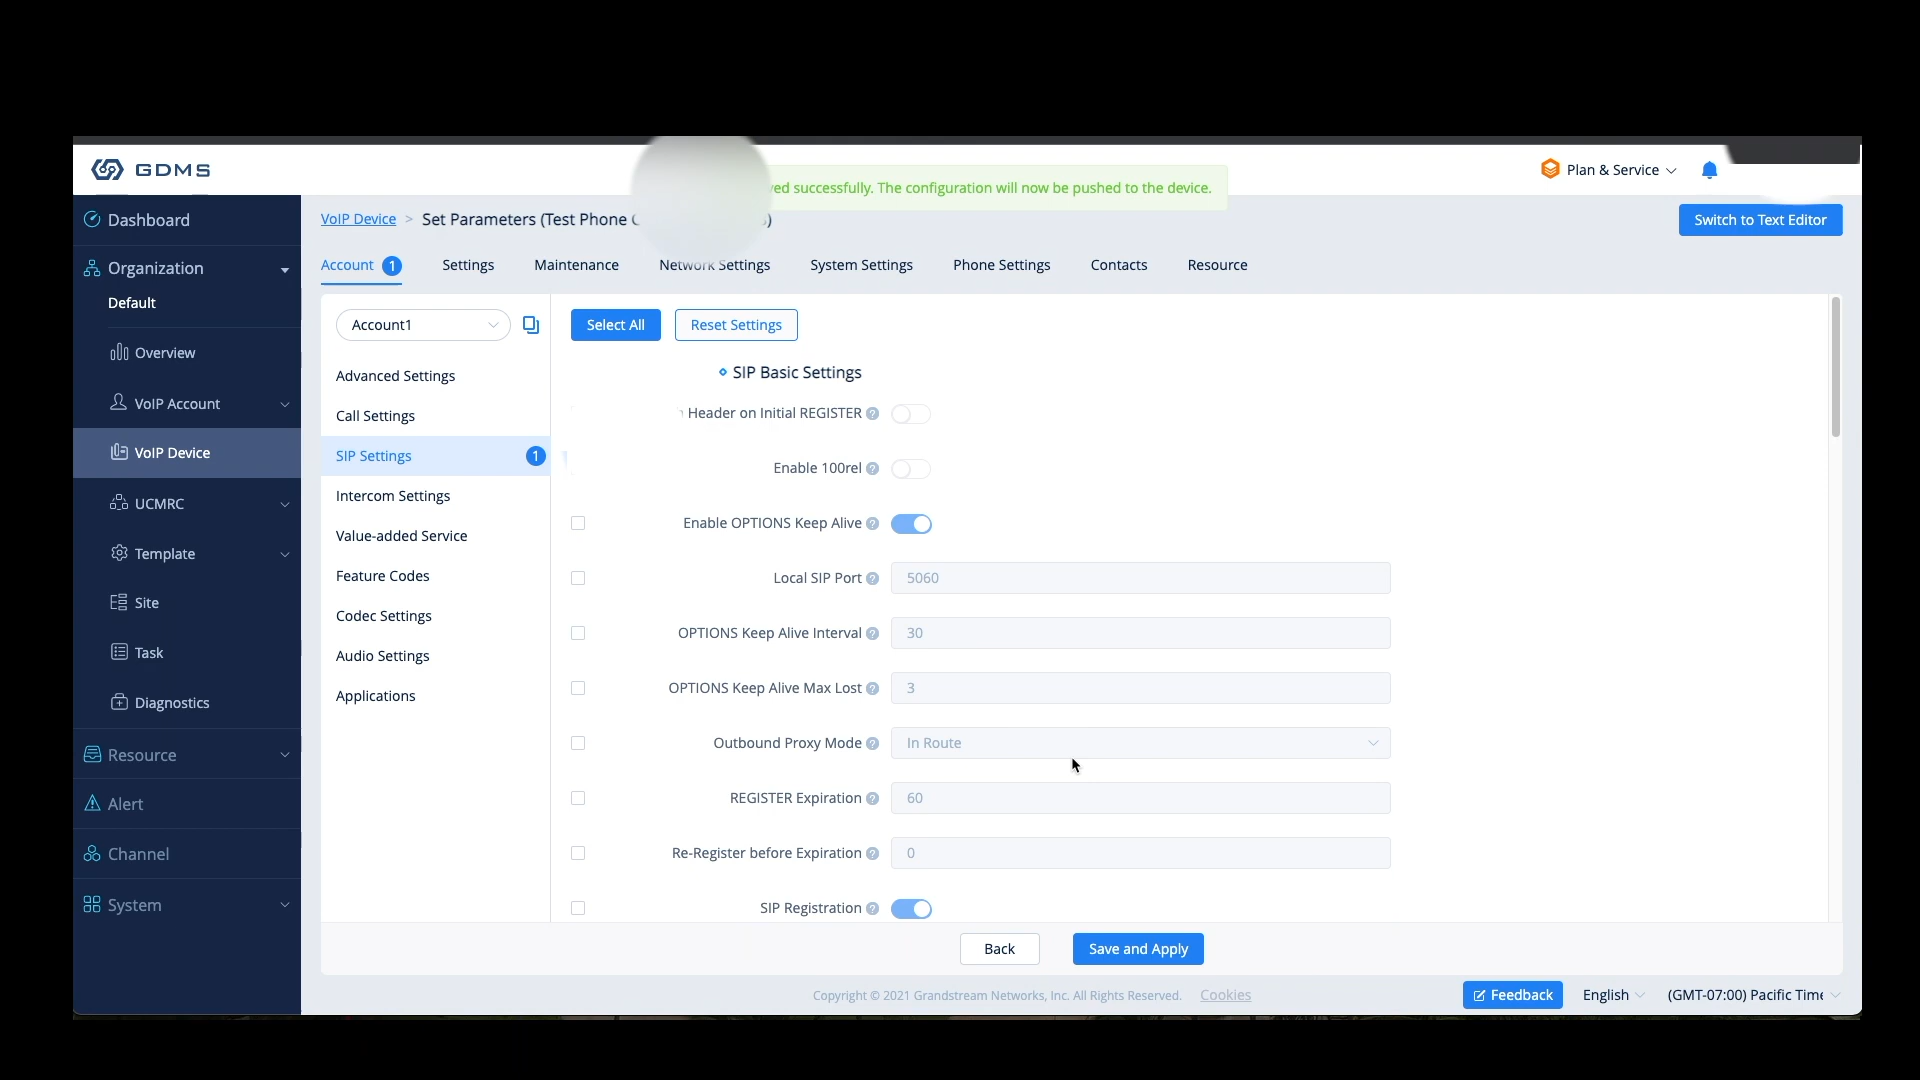 GDMS
successfully. The configuration will now be pushed to the device.
Plan & Service
Dashboard
VoIP Device > Set Parameters (Test Phone
Switch to Text Editor
Organization
Default
Account 1 Settings Maintenance Network Settings System Settings Phone Settings Contacts Resource
Account1
Select All
Reset Settings
Overview
VoIP Account
VoIP Device
UCMRC
Template
Site
Task
Diagnostics
Resource
Alert
Channel
System
Advanced Settings
Call Settings
SIP Settings 1
Intercom Settings
Value-added Service
Feature Codes
Codec Settings
Audio Settings
Applications
SIP Basic Settings
Header on Initial REGISTER ?
Enable 100rel ?
Enable OPTIONS Keep Alive ?
Local SIP Port ? 5060
OPTIONS Keep Alive Interval ? 30
OPTIONS Keep Alive Max Lost ? 3
Outbound Proxy Mode ? In Route
REGISTER Expiration ? 60
Re-Register before Expiration ? 0
SIP Registration ?
Back
Save and Apply
Copyright © 2021 Grandstream Networks, Inc. All Rights Reserved. Cookies
Feedback
English
(GMT-07:00) Pacific Time